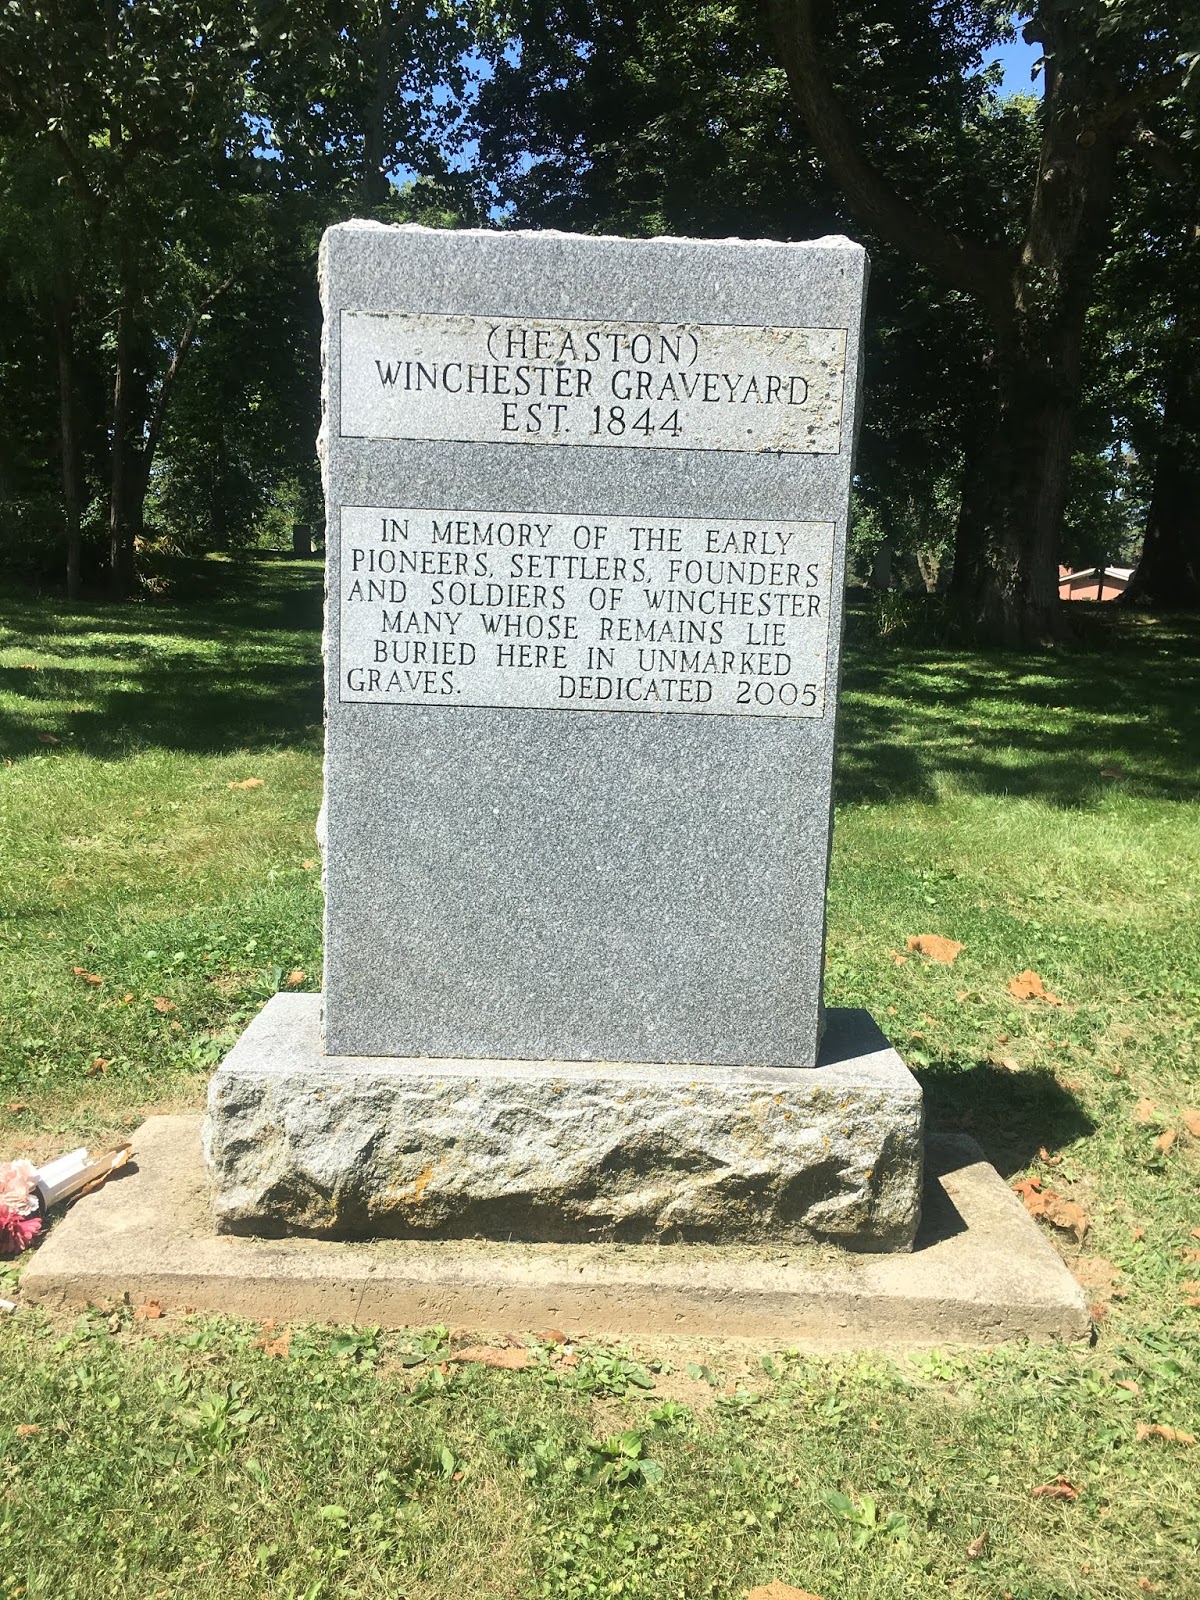 (HEASTON)
WINCHESTER GRAVEYARD
EST. 1844
IN MEMORY OF THE EARLY
PIONEERS, SETTLERS, FOUNDERS
AND SOLDIERS OF WINCHESTER
MANY WHOSE REMAINS LIE
BURIED HERE IN UNMARKED
GRAVES. DEDICATED 2005